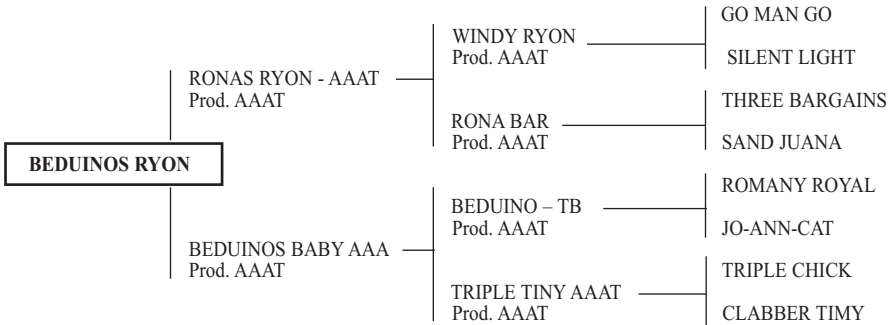 GO MAN GO
WINDY RYON
Prod. AAAT
SILENT LIGHT
RONAS RYON - AAAT
Prod. AAAT
THREE BARGAINS
RONA BAR
Prod. AAAT
SAND JUANA
BEDUINOS RYON
ROMANY ROYAL
BEDUINO – TB
Prod. AAAT
JO-ANN-CAT
BEDUINOS BABY AAA
Prod. AAAT
TRIPLE CHICK
TRIPLE TINY AAAT
Prod. AAAT
CLABBER TIMY